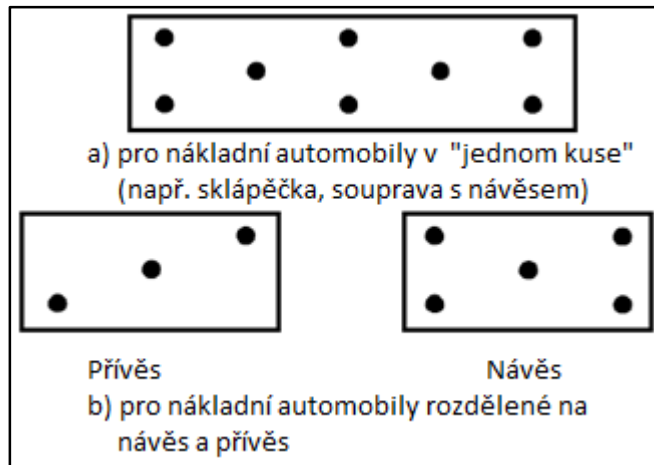 a) pro nákladní automobily v "jednom kuse"
(např. sklápěčka, souprava s návěsem)
Přívěs Návěs
b) pro nákladní automobily rozdělené na
návěs a přívěs